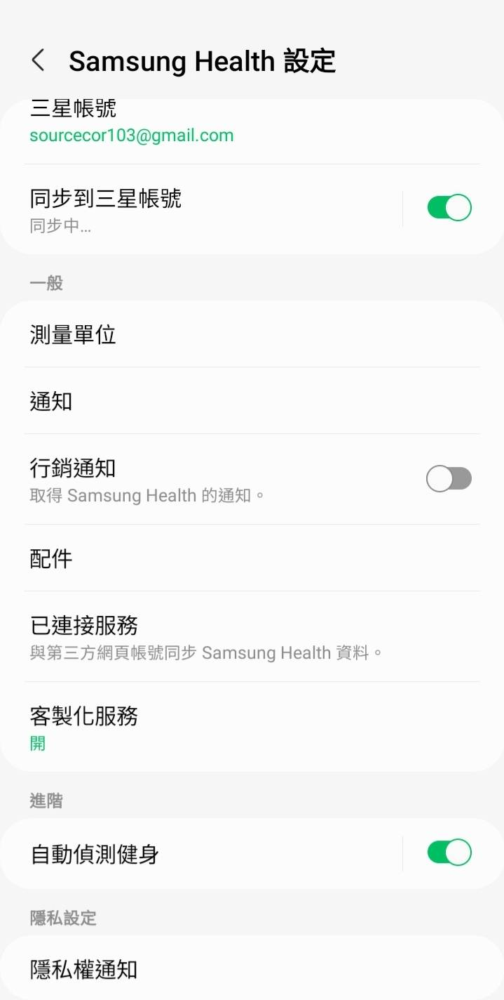 Samsung Health 設定
三星帳號
sourcecor103@gmail.com
同步到三星帳號
同步中...
一般
測量單位
通知
行銷通知
取得 Samsung Health 的通知。
配件
已連接服務
與第三方網頁帳號同步 Samsung Health 資料。
客製化服務
開
進階
自動偵測健身
隱私設定
隱私權通知